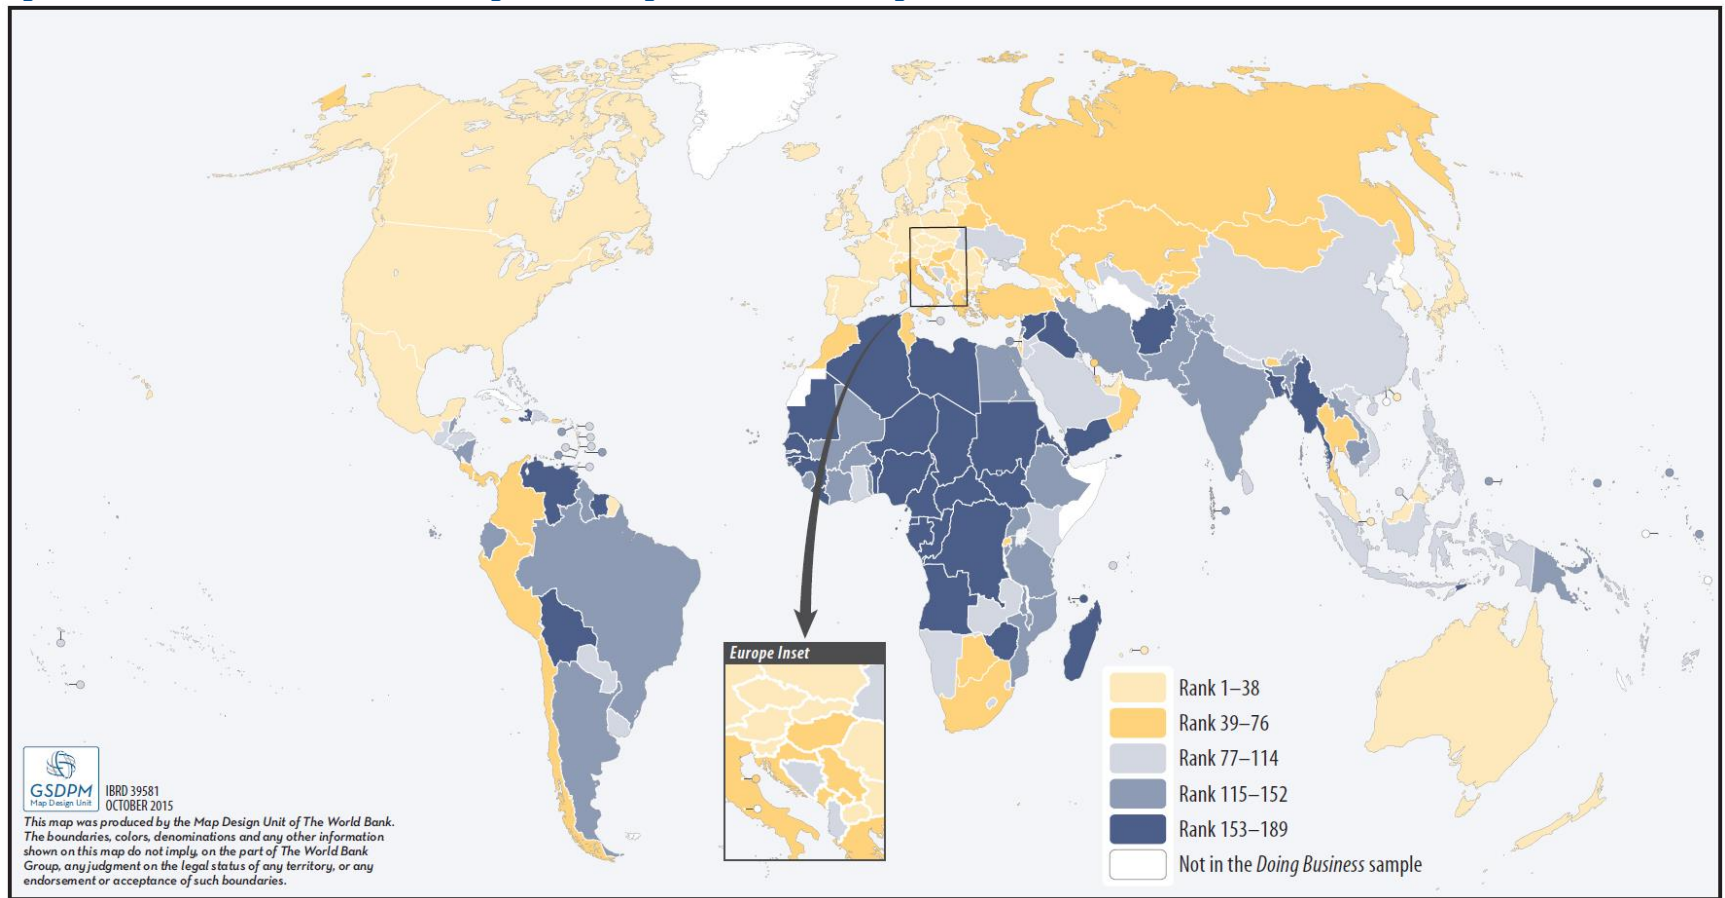 Europe Inset
Rank 1–38
Rank 39–76
Rank 77–114
Rank 115–152
Rank 153–189
Not in the Doing Business sample
GSDPM
Map Design Unit
IBRD 39581
OCTOBER 2015
This map was produced by the Map Design Unit of The World Bank.
The boundaries, colors, denominations and any other information
shown on this map do not imply, on the part of The World Bank
Group, any judgment on the legal status of any territory, or any
endorsement or acceptance of such boundaries.